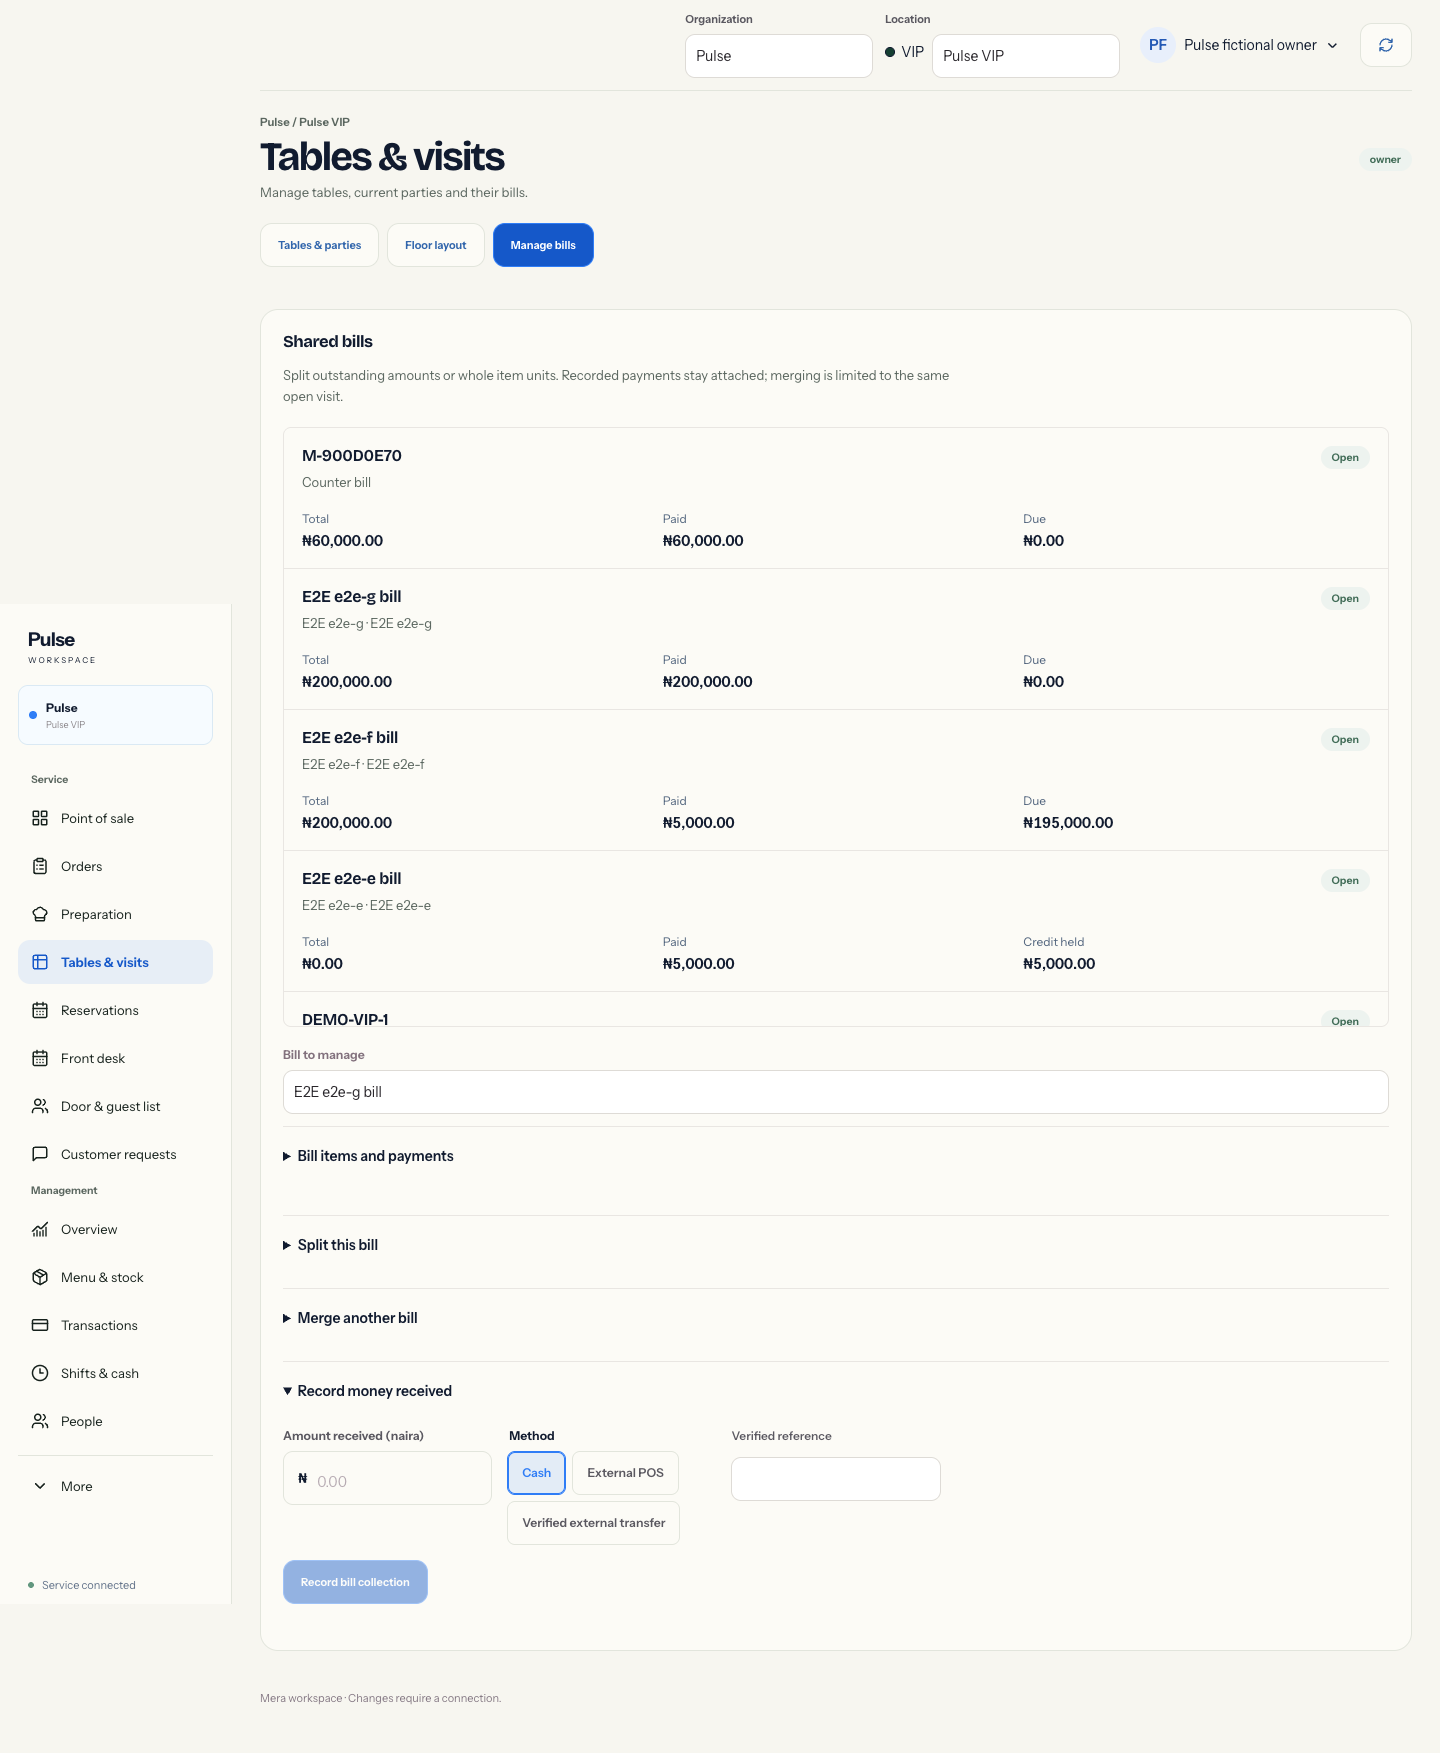 Organization
Location
Pulse
VIP
Pulse VIP
PF
Pulse fictional owner
Pulse / Pulse VIP
Tables & visits
owner
Manage tables, current parties and their bills.
Tables & parties
Floor layout
Manage bills
Shared bills
Split outstanding amounts or whole item units. Recorded payments stay attached; merging is limited to the same
open visit.
M-900D0E70
Open
Counter bill
Total
Paid
Due
₦60,000.00
₦60,000.00
₦0.00
E2E e2e-g bill
Open
E2E e2e-g · E2E e2e-g
Total
Paid
Due
₦200,000.00
₦200,000.00
₦0.00
E2E e2e-f bill
Open
E2E e2e-f · E2E e2e-f
Total
Paid
Due
₦200,000.00
₦5,000.00
₦195,000.00
E2E e2e-e bill
Open
E2E e2e-e · E2E e2e-e
Total
Paid
Credit held
₦0.00
₦5,000.00
₦5,000.00
DEMO-VIP-1
Open
Bill to manage
E2E e2e-g bill
Bill items and payments
Split this bill
Merge another bill
Record money received
Amount received (naira)
Method
Verified reference
₦ 0.00
Cash
External POS
Verified external transfer
Record bill collection
Mera workspace · Changes require a connection.
Pulse
WORKSPACE
Pulse
Pulse VIP
Service
Point of sale
Orders
Preparation
Tables & visits
Reservations
Front desk
Door & guest list
Customer requests
Management
Overview
Menu & stock
Transactions
Shifts & cash
People
More
Service connected